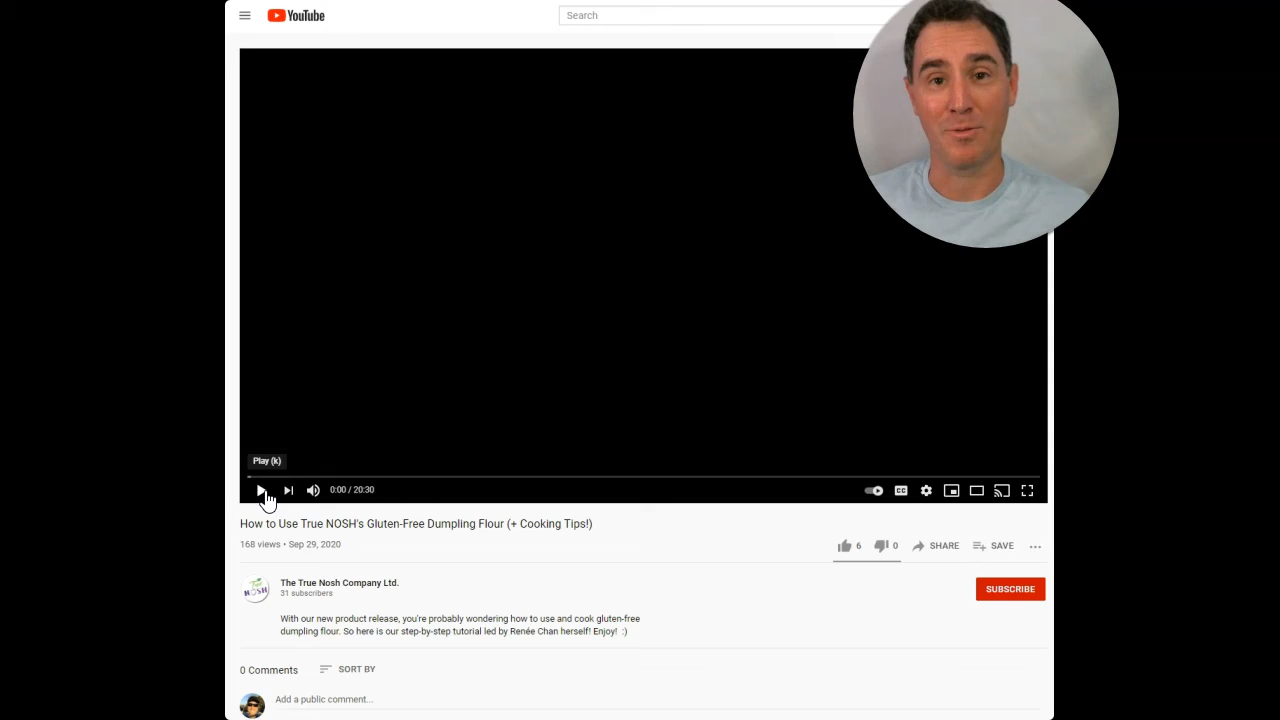 YouTube
Search
Play (k)
0:00 / 20:30
CC
How to Use True NOSH's Gluten-Free Dumpling Flour (+ Cooking Tips!)
168 views • Sep 29, 2020
6
0
SHARE
SAVE
True
NOSH
The True Nosh Company Ltd.
31 subscribers
SUBSCRIBE
With our new product release, you're probably wondering how to use and cook gluten-free
dumpling flour. So here is our step-by-step tutorial led by Renée Chan herself! Enjoy! :)
0 Comments
SORT BY
Add a public comment...